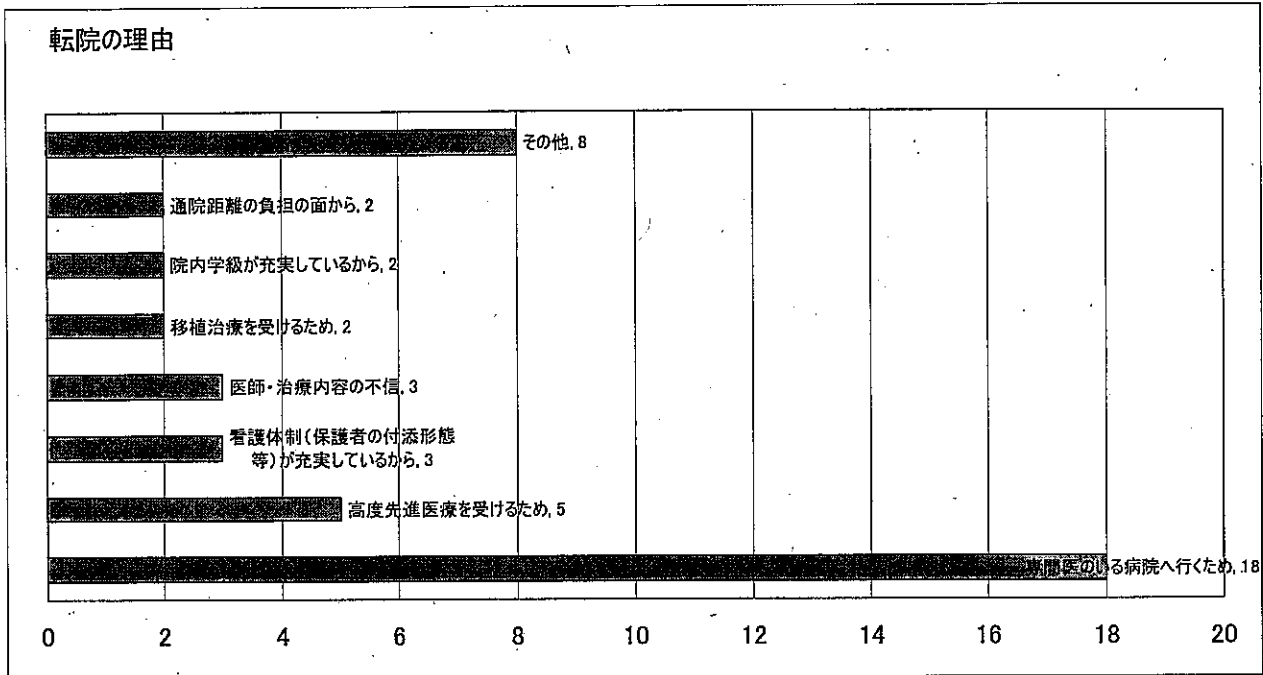 転院の理由
その他, 8
通院距離の負担の面から, 2
院内学級が充実しているから, 2
移植治療を受けるため, 2
医師・治療内容の不信, 3
看護体制(保護者の付添形態
等)が充実しているから, 3
高度先進医療を受けるため, 5
専門医のいる病院へ行くため, 18
0 2 4 6 8 10 12 14 16 18 20